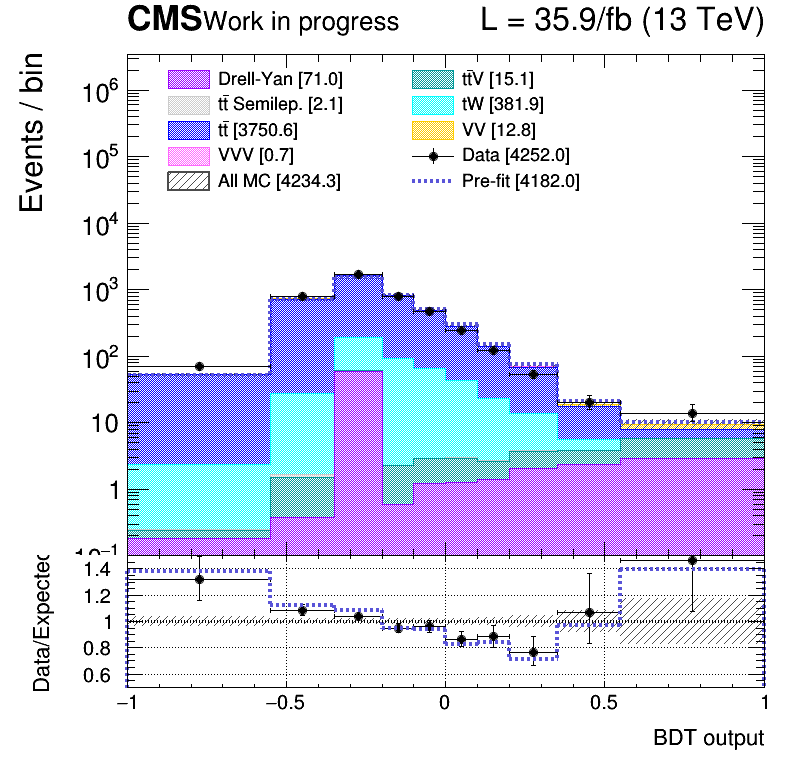 CMS Work in progress L = 35.9/fb (13 TeV)
Events / bin
Drell-Yan [71.0] tt̄V [15.1]
tt̄ Semilep. [2.1] tW [381.9]
tt̄ [3750.6] VV [12.8]
VVV [0.7] Data [4252.0]
All MC [4234.3] Pre-fit [4182.0]
10⁶
10⁵
10⁴
10³
10²
10
1
10⁻¹
Data/Expected
1.4
1.2
1
0.8
0.6
−1 −0.5 0 0.5 1
BDT output